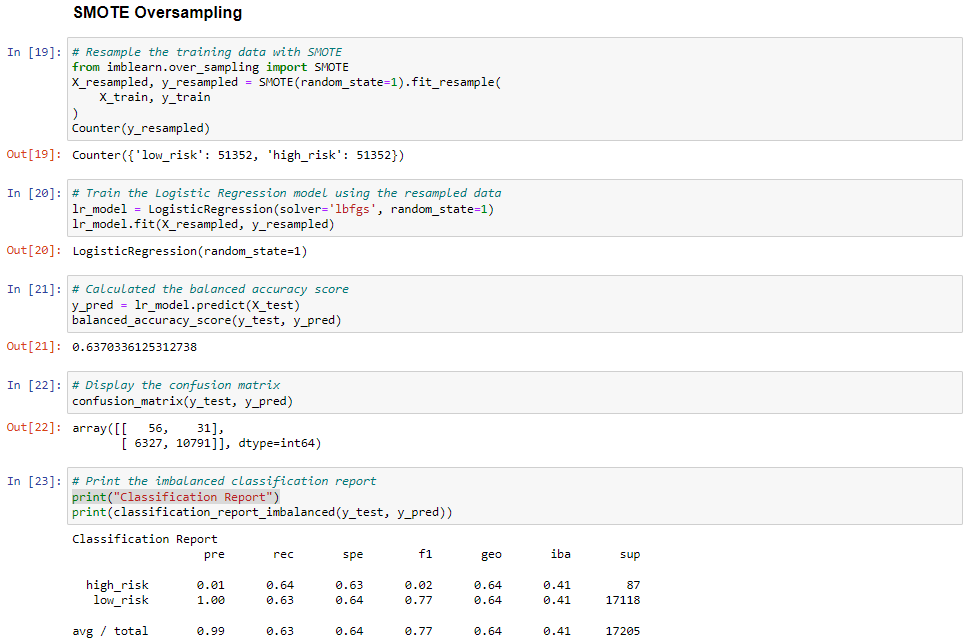 SMOTE Oversampling
In [19]: # Resample the training data with SMOTE
from imblearn.over_sampling import SMOTE
X_resampled, y_resampled = SMOTE(random_state=1).fit_resample(
    X_train, y_train
)
Counter(y_resampled)
Out[19]: Counter({'low_risk': 51352, 'high_risk': 51352})
In [20]: # Train the Logistic Regression model using the resampled data
lr_model = LogisticRegression(solver='lbfgs', random_state=1)
lr_model.fit(X_resampled, y_resampled)
Out[20]: LogisticRegression(random_state=1)
In [21]: # Calculated the balanced accuracy score
y_pred = lr_model.predict(X_test)
balanced_accuracy_score(y_test, y_pred)
Out[21]: 0.6370336125312738
In [22]: # Display the confusion matrix
confusion_matrix(y_test, y_pred)
Out[22]: array([[   56,    31],
       [ 6327, 10791]], dtype=int64)
In [23]: # Print the imbalanced classification report
print("Classification Report")
print(classification_report_imbalanced(y_test, y_pred))
Classification Report
pre rec spe f1 geo iba sup
high_risk 0.01 0.64 0.63 0.02 0.64 0.41 87
low_risk 1.00 0.63 0.64 0.77 0.64 0.41 17118
avg / total 0.99 0.63 0.64 0.77 0.64 0.41 17205